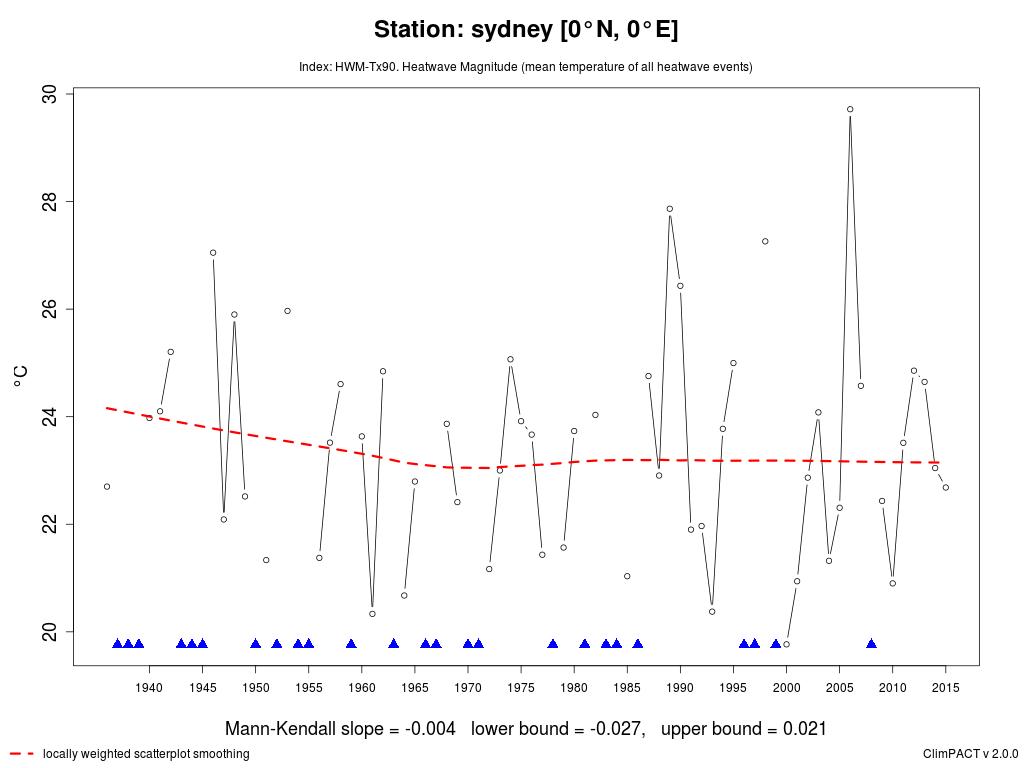 Station: sydney [0°N, 0°E]
Index: HWM-Tx90. Heatwave Magnitude (mean temperature of all heatwave events)
30
28
26
24
22
20
°C
1940 1945 1950 1955 1960 1965 1970 1975 1980 1985 1990 1995 2000 2005 2010 2015
Mann-Kendall slope = -0.004 lower bound = -0.027, upper bound = 0.021
locally weighted scatterplot smoothing
ClimPACT v 2.0.0